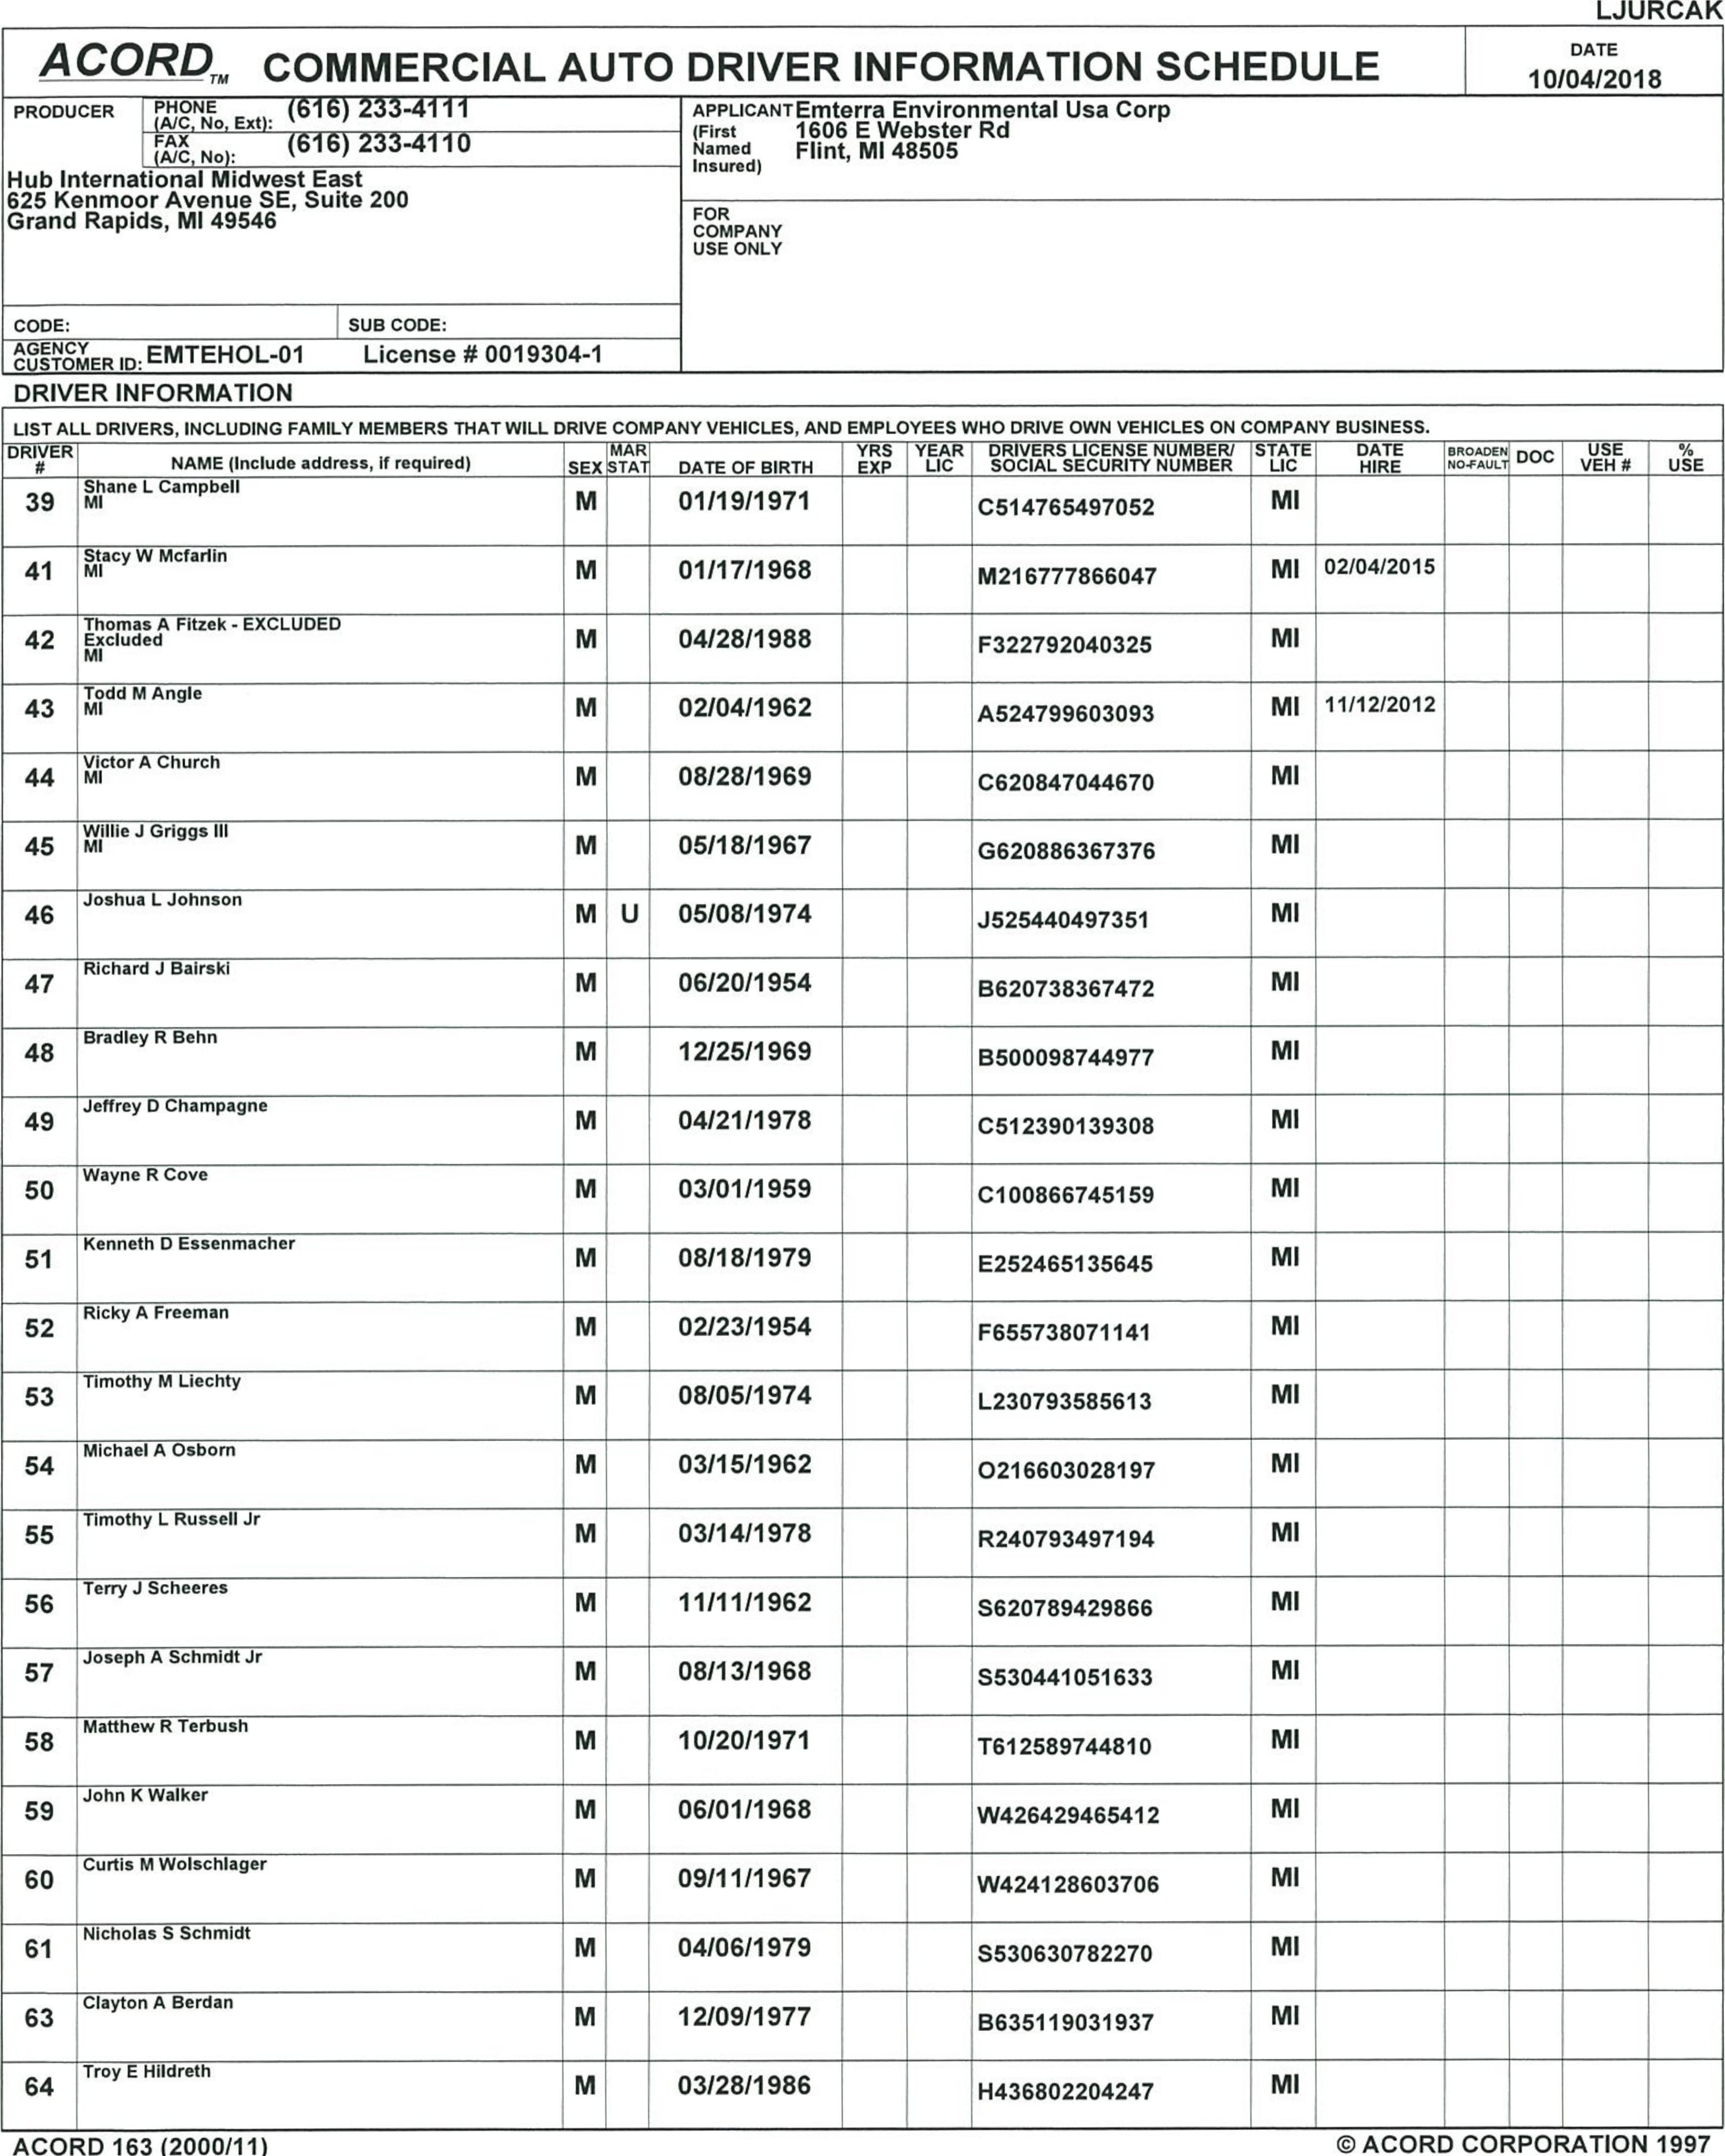 LJURCAK
ACORD TM COMMERCIAL AUTO DRIVER INFORMATION SCHEDULE
DATE
10/04/2018
PRODUCER
PHONE (A/C, No, Ext): (616) 233-4111
FAX (A/C, No): (616) 233-4110
Hub International Midwest East
625 Kenmoor Avenue SE, Suite 200
Grand Rapids, MI 49546
CODE: SUB CODE:
AGENCY CUSTOMER ID: EMTEHOL-01 License # 0019304-1
APPLICANT (First Named Insured)
Emterra Environmental Usa Corp
1606 E Webster Rd
Flint, MI 48505
FOR COMPANY USE ONLY
DRIVER INFORMATION
LIST ALL DRIVERS, INCLUDING FAMILY MEMBERS THAT WILL DRIVE COMPANY VEHICLES, AND EMPLOYEES WHO DRIVE OWN VEHICLES ON COMPANY BUSINESS.
DRIVER # NAME (Include address, if required) SEX MAR STAT DATE OF BIRTH YRS EXP YEAR LIC DRIVERS LICENSE NUMBER/ SOCIAL SECURITY NUMBER STATE LIC DATE HIRE BROADEN NO-FAULT DOC USE VEH # % USE
39 Shane L Campbell M 01/19/1971 C514765497052 MI
MI
41 Stacy W Mcfarlin M 01/17/1968 M216777866047 MI 02/04/2015
MI
42 Thomas A Fitzek - EXCLUDED M 04/28/1988 F322792040325 MI
Excluded
MI
43 Todd M Angle M 02/04/1962 A524799603093 MI 11/12/2012
MI
44 Victor A Church M 08/28/1969 C620847044670 MI
MI
45 Willie J Griggs III M 05/18/1967 G620886367376 MI
MI
46 Joshua L Johnson M U 05/08/1974 J525440497351 MI
47 Richard J Bairski M 06/20/1954 B620738367472 MI
48 Bradley R Behn M 12/25/1969 B500098744977 MI
49 Jeffrey D Champagne M 04/21/1978 C512390139308 MI
50 Wayne R Cove M 03/01/1959 C100866745159 MI
51 Kenneth D Essenmacher M 08/18/1979 E252465135645 MI
52 Ricky A Freeman M 02/23/1954 F655738071141 MI
53 Timothy M Liechty M 08/05/1974 L230793585613 MI
54 Michael A Osborn M 03/15/1962 O216603028197 MI
55 Timothy L Russell Jr M 03/14/1978 R240793497194 MI
56 Terry J Scheeres M 11/11/1962 S620789429866 MI
57 Joseph A Schmidt Jr M 08/13/1968 S530441051633 MI
58 Matthew R Terbush M 10/20/1971 T612589744810 MI
59 John K Walker M 06/01/1968 W426429465412 MI
60 Curtis M Wolschlager M 09/11/1967 W424128603706 MI
61 Nicholas S Schmidt M 04/06/1979 S530630782270 MI
63 Clayton A Berdan M 12/09/1977 B635119031937 MI
64 Troy E Hildreth M 03/28/1986 H436802204247 MI
ACORD 163 (2000/11) © ACORD CORPORATION 1997